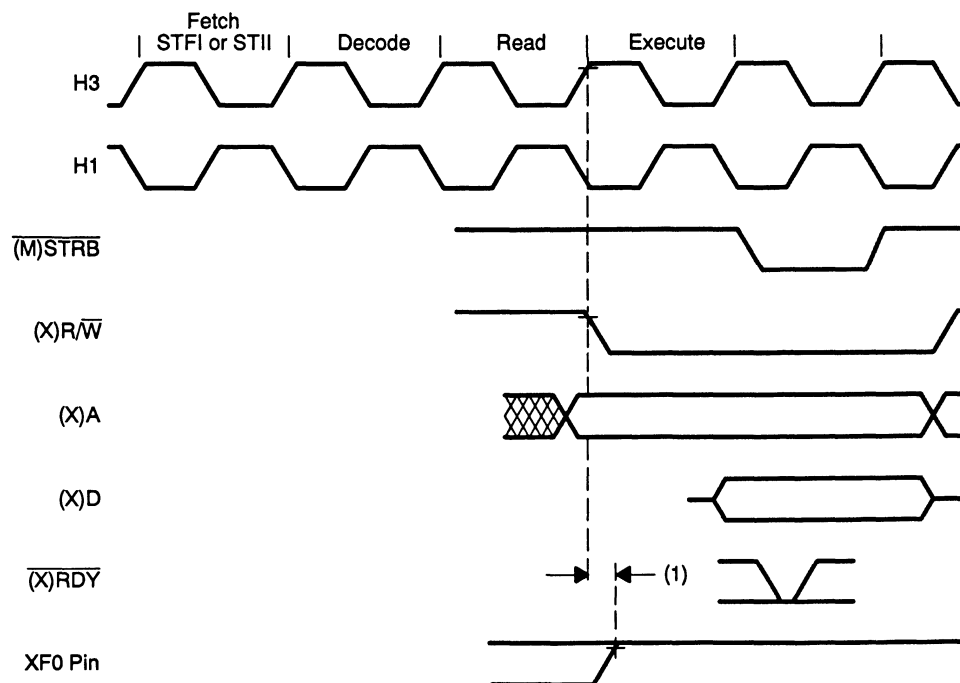 Fetch
STFI or STII | Decode | Read | Execute
H3
H1
(M)STRB
(X)R/W
(X)A
(X)D
(X)RDY
(1)
XF0 Pin